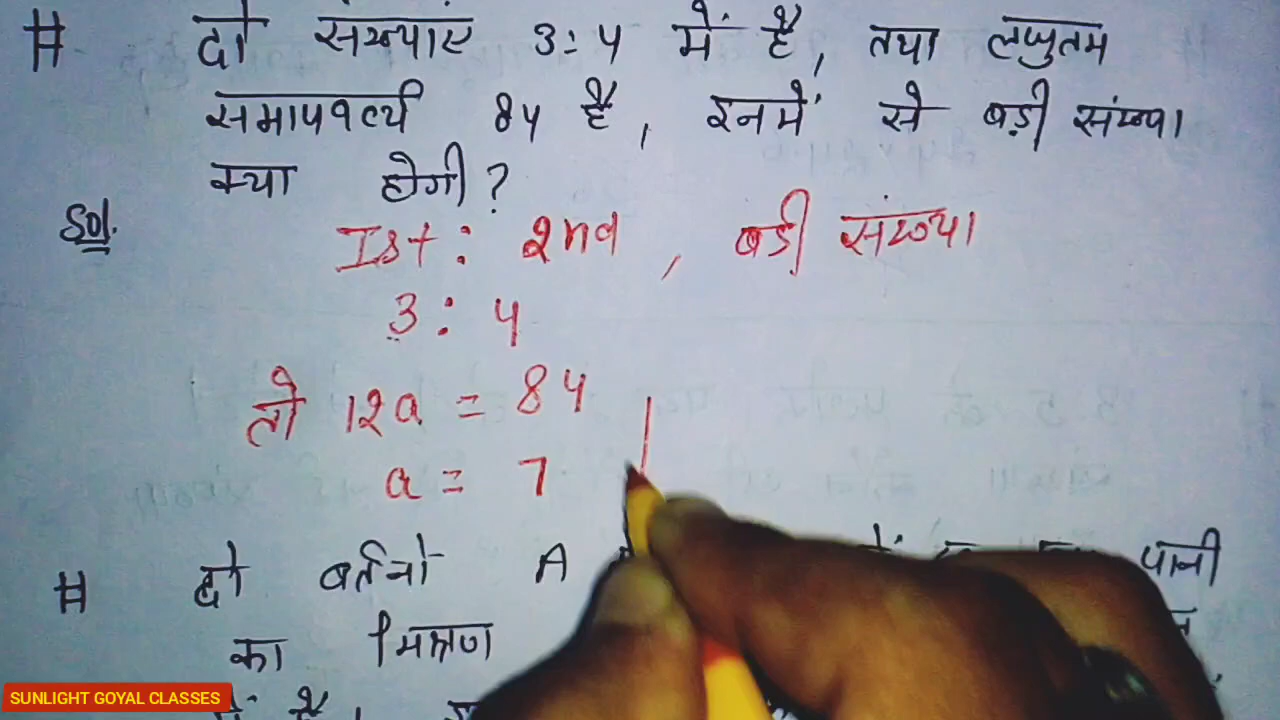 # दो संख्याएं 3:4 में है, तथा लघुतम
समापवर्त्य 84 है, इनमें से बड़ी संख्या
क्या होगी?
Sol.
Ist : 2nd , बडी संख्या
3 : 4
तो 12a = 84
a = 7
# दो बर्तनो A पानी
का मिश्रण
में है,
SUNLIGHT GOYAL CLASSES